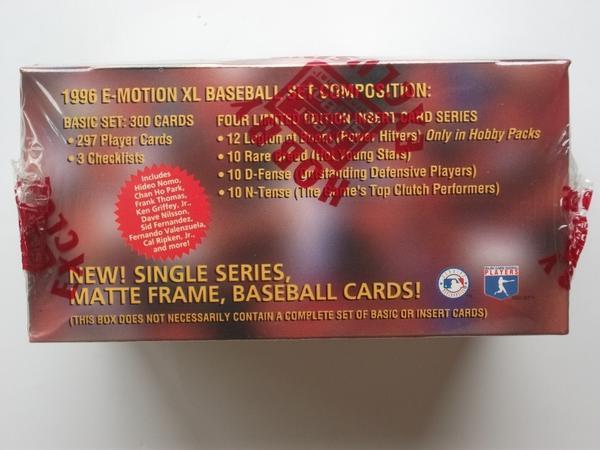 1996 E-MOTION XL BASEBALL SET COMPOSITION:
BASIC SET: 300 CARDS
• 297 Player Cards
• 3 Checklists
FOUR LIMITED EDITION INSERT CARD SERIES
• 12 Legion of Boom (Power Hitters) Only in Hobby Packs
• 10 Rare Breed (Hot Young Stars)
• 10 D-Fense (Outstanding Defensive Players)
• 10 N-Tense (The Game's Top Clutch Performers)
Includes
Hideo Nomo,
Chan Ho Park,
Frank Thomas,
Ken Griffey, Jr.,
Dave Nilsson,
Sid Fernandez,
Fernando Valenzuela,
Cal Ripken, Jr.,
and more!
NEW! SINGLE SERIES,
MATTE FRAME, BASEBALL CARDS!
(THIS BOX DOES NOT NECESSARILY CONTAIN A COMPLETE SET OF BASIC OR INSERT CARDS)
PLAYERS